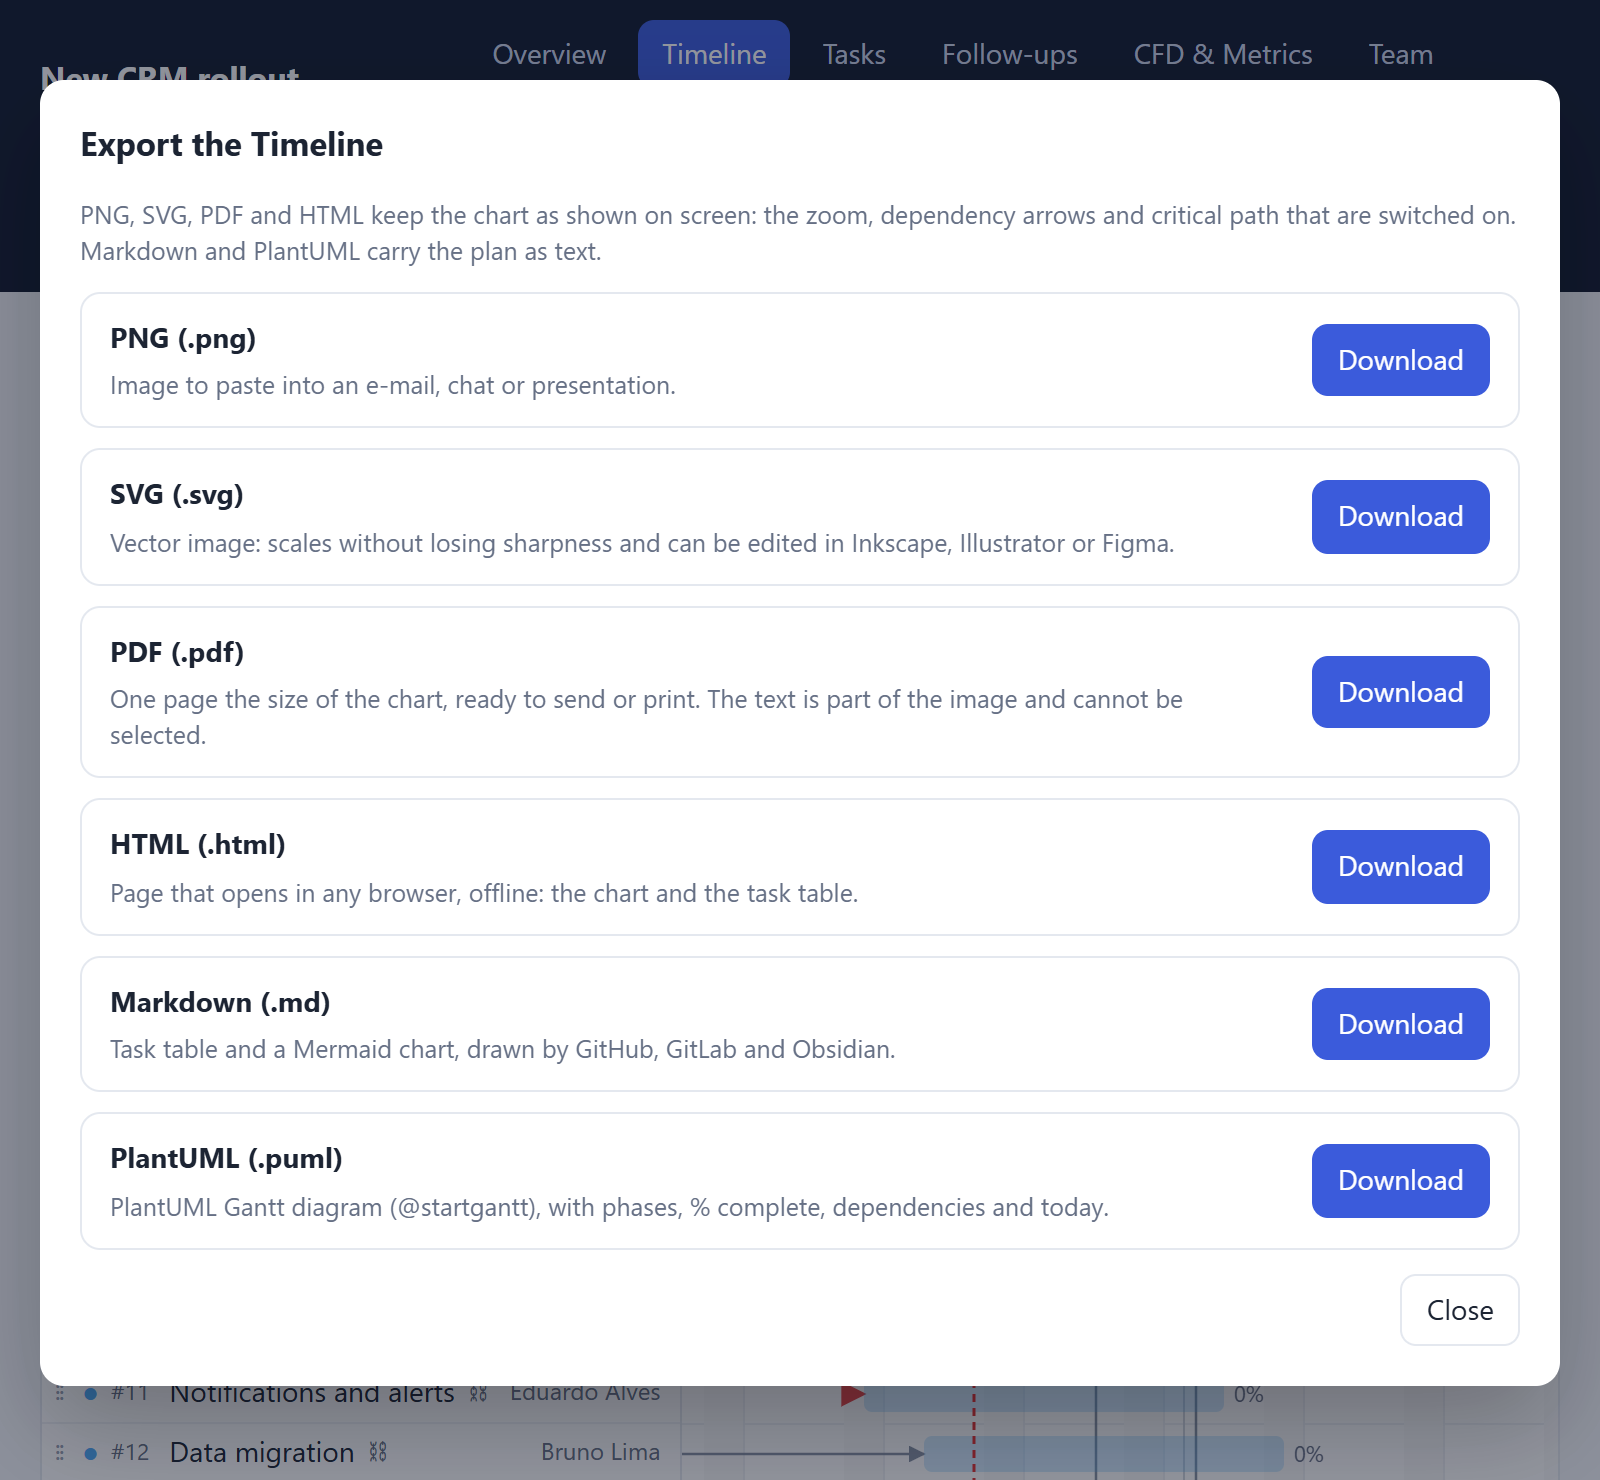 Overview Timeline Tasks Follow-ups CFD & Metrics Team
New CRM rollout
Export the Timeline
PNG, SVG, PDF and HTML keep the chart as shown on screen: the zoom, dependency arrows and critical path that are switched on.
Markdown and PlantUML carry the plan as text.
PNG (.png)
Image to paste into an e-mail, chat or presentation.
Download
SVG (.svg)
Vector image: scales without losing sharpness and can be edited in Inkscape, Illustrator or Figma.
Download
PDF (.pdf)
One page the size of the chart, ready to send or print. The text is part of the image and cannot be
selected.
Download
HTML (.html)
Page that opens in any browser, offline: the chart and the task table.
Download
Markdown (.md)
Task table and a Mermaid chart, drawn by GitHub, GitLab and Obsidian.
Download
PlantUML (.puml)
PlantUML Gantt diagram (@startgantt), with phases, % complete, dependencies and today.
Download
Close
#11 Notifications and alerts Eduardo Alves 0%
#12 Data migration Bruno Lima 0%